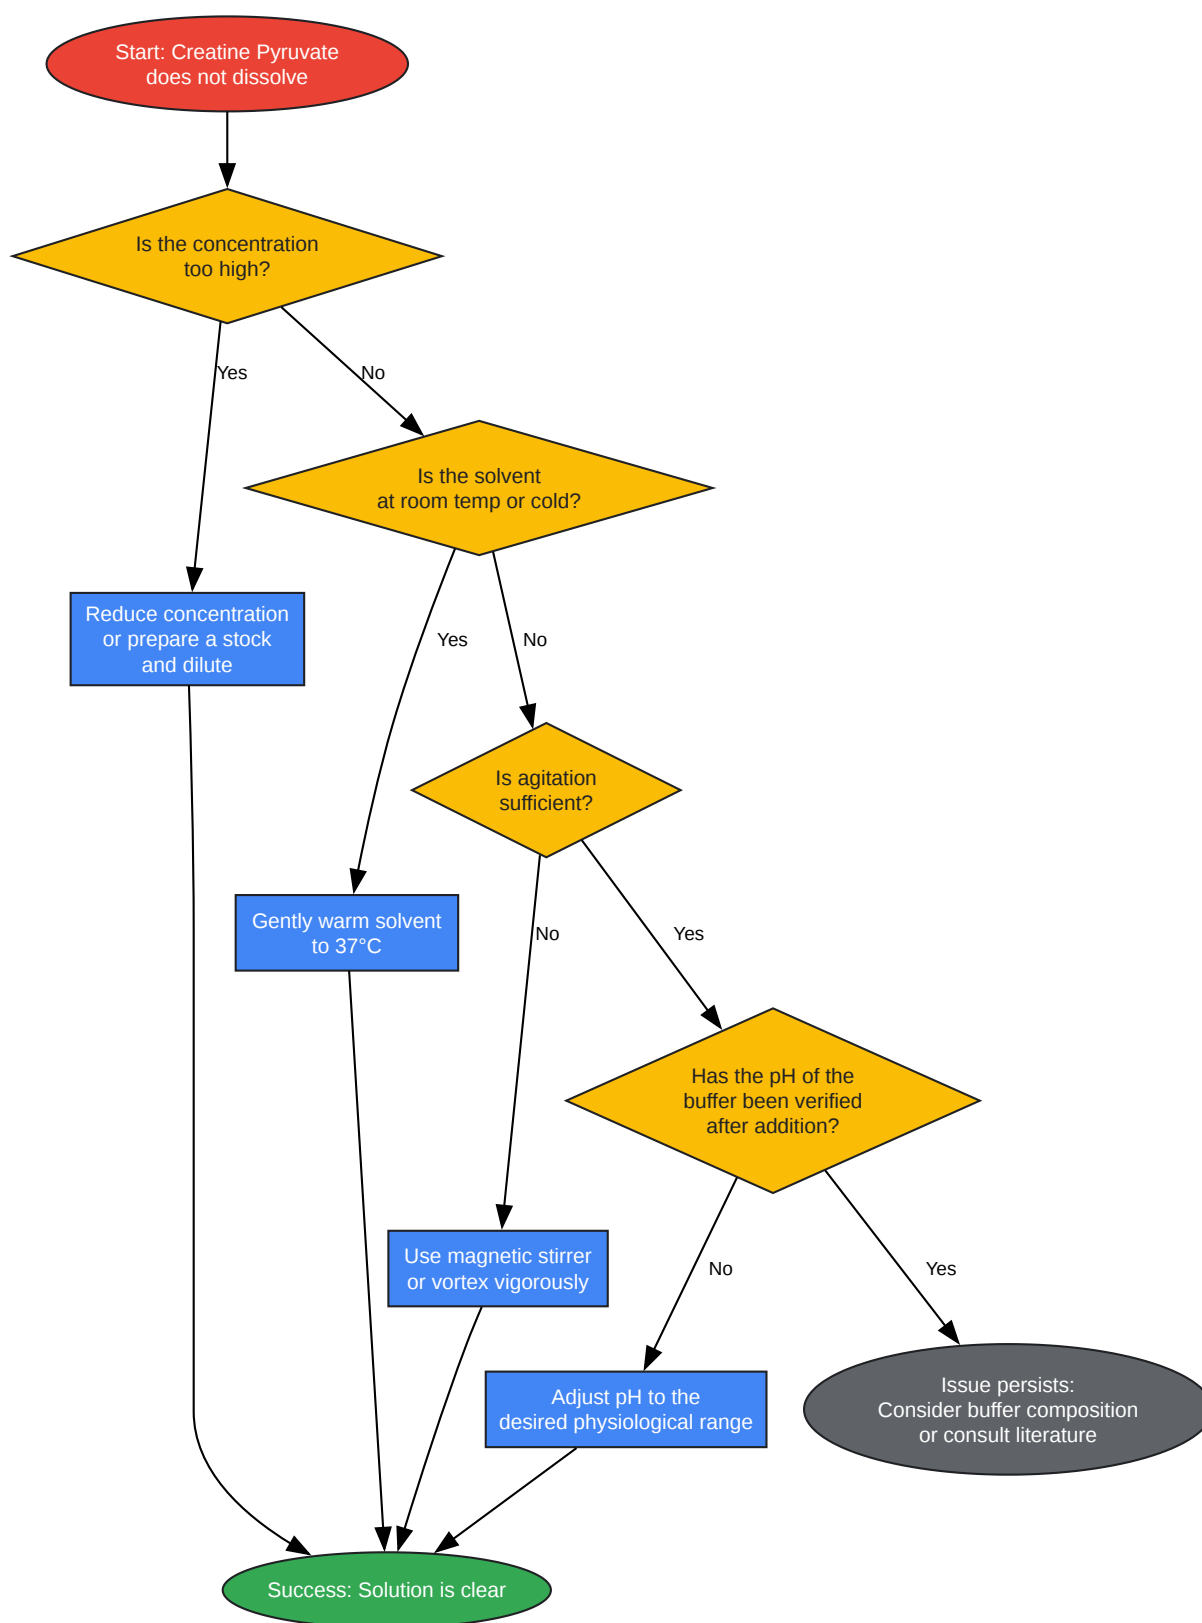 Start: Creatine Pyruvate
does not dissolve
Is the concentration
too high?
Yes
No
Is the solvent
at room temp or cold?
Reduce concentration
or prepare a stock
and dilute
Yes
No
Is agitation
sufficient?
Gently warm solvent
to 37°C
No
Yes
Has the pH of the
buffer been verified
after addition?
Use magnetic stirrer
or vortex vigorously
No
Yes
Adjust pH to the
desired physiological range
Issue persists:
Consider buffer composition
or consult literature
Success: Solution is clear